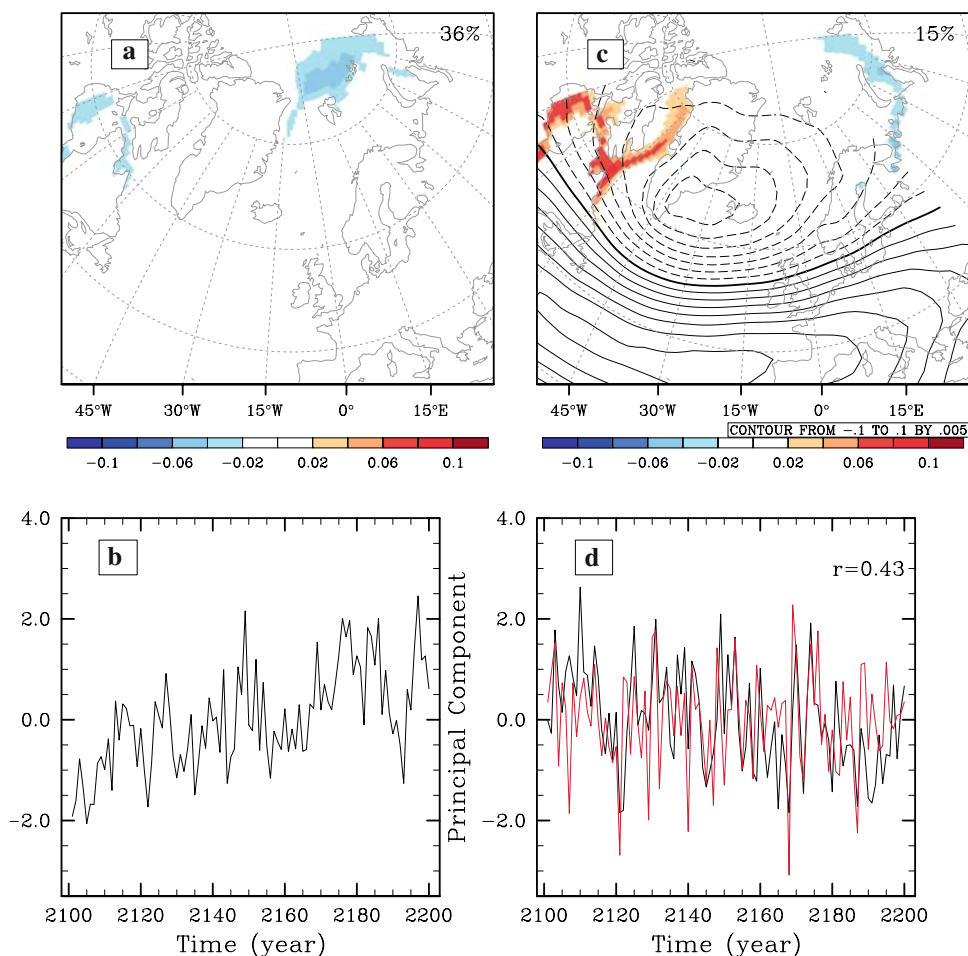 a
36%
c
15%
45°W 30°W 15°W 0° 15°E
45°W 30°W 15°W 0° 15°E
CONTOUR FROM -.1 TO .1 BY .005
-0.1 -0.06 -0.02 0.02 0.06 0.1
-0.1 -0.06 -0.02 0.02 0.06 0.1
4.0
2.0
0.0
-2.0
b
2100 2120 2140 2160 2180 2200
Time (year)
Principal Component
4.0
2.0
0.0
-2.0
d
r=0.43
2100 2120 2140 2160 2180 2200
Time (year)